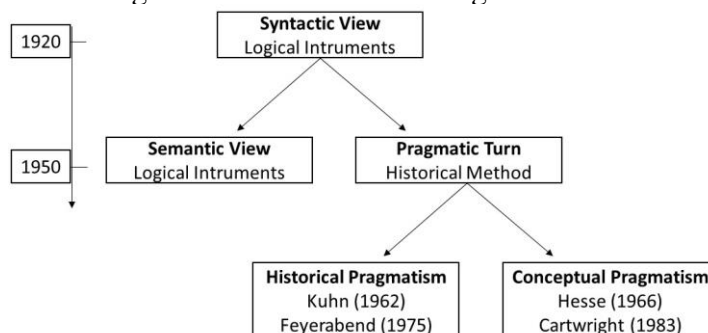 Syntactic View
Logical Intruments
1920
Semantic View
Logical Intruments
Pragmatic Turn
Historical Method
1950
Historical Pragmatism
Kuhn (1962)
Feyerabend (1975)
Conceptual Pragmatism
Hesse (1966)
Cartwright (1983)